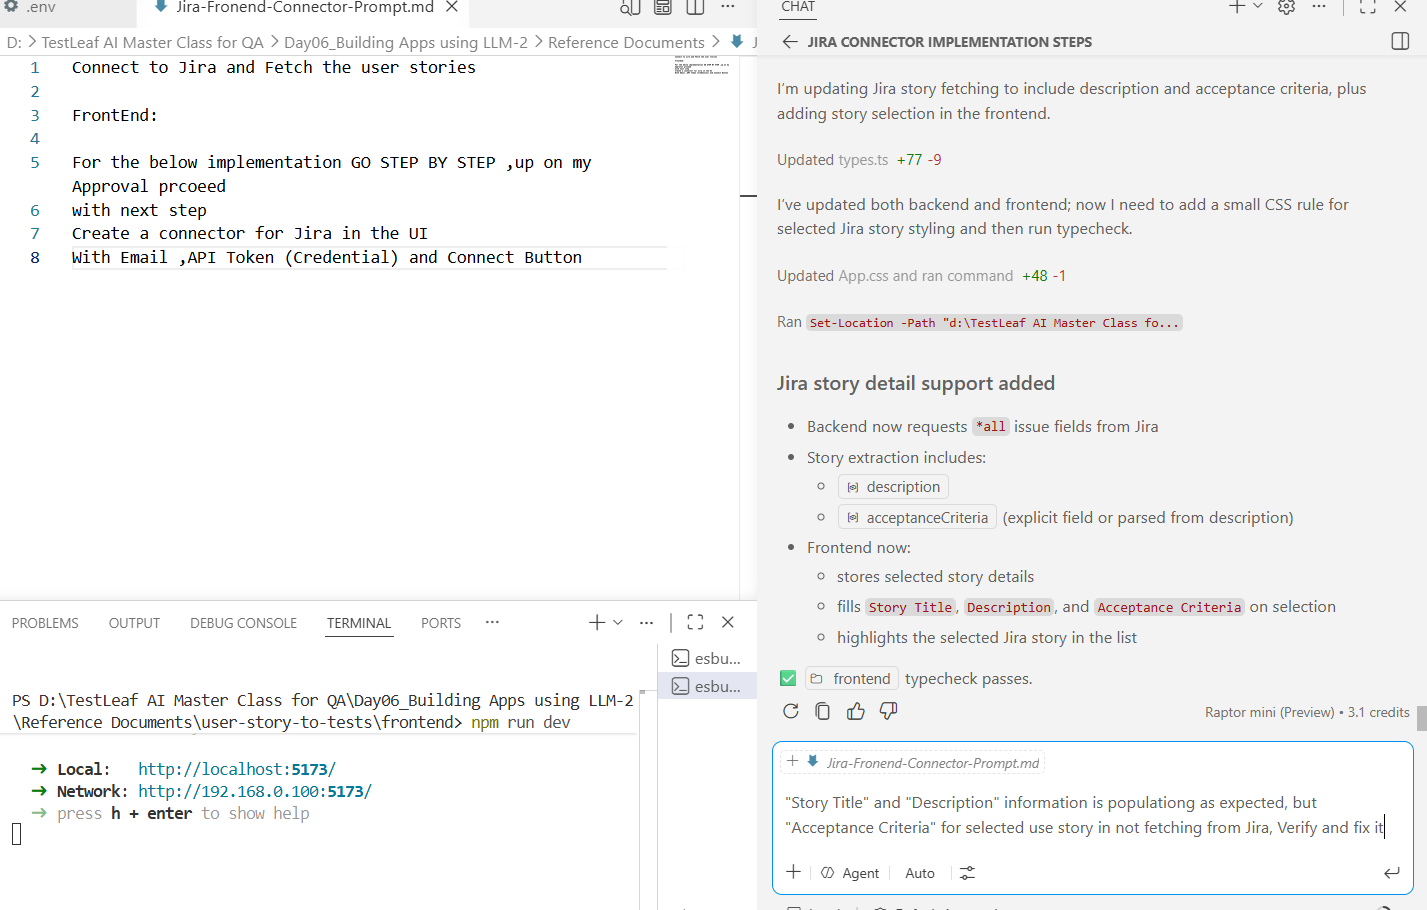 .env
Jira-Fronend-Connector-Prompt.md
D: > TestLeaf AI Master Class for QA > Day06_Building Apps using LLM-2 > Reference Documents >
1 Connect to Jira and Fetch the user stories
2
3 FrontEnd:
4
5 For the below implementation GO STEP BY STEP ,up on my
Approval prcoeed
6 with next step
7 Create a connector for Jira in the UI
8 With Email ,API Token (Credential) and Connect Button
PROBLEMS OUTPUT DEBUG CONSOLE TERMINAL PORTS
esbu...
esbu...
PS D:\TestLeaf AI Master Class for QA\Day06_Building Apps using LLM-2
\Reference Documents\user-story-to-tests\frontend> npm run dev
➜ Local: http://localhost:5173/
➜ Network: http://192.168.0.100:5173/
➜ press h + enter to show help
CHAT
JIRA CONNECTOR IMPLEMENTATION STEPS
I'm updating Jira story fetching to include description and acceptance criteria, plus
adding story selection in the frontend.
Updated types.ts +77 -9
I've updated both backend and frontend; now I need to add a small CSS rule for
selected Jira story styling and then run typecheck.
Updated App.css and ran command +48 -1
Ran Set-Location -Path "d:\TestLeaf AI Master Class fo...
Jira story detail support added
• Backend now requests *all issue fields from Jira
• Story extraction includes:
description
acceptanceCriteria (explicit field or parsed from description)
• Frontend now:
stores selected story details
fills Story Title, Description, and Acceptance Criteria on selection
highlights the selected Jira story in the list
✅ frontend typecheck passes.
Raptor mini (Preview) • 3.1 credits
Jira-Fronend-Connector-Prompt.md
"Story Title" and "Description" information is populationg as expected, but
"Acceptance Criteria" for selected use story in not fetching from Jira, Verify and fix it
Agent Auto